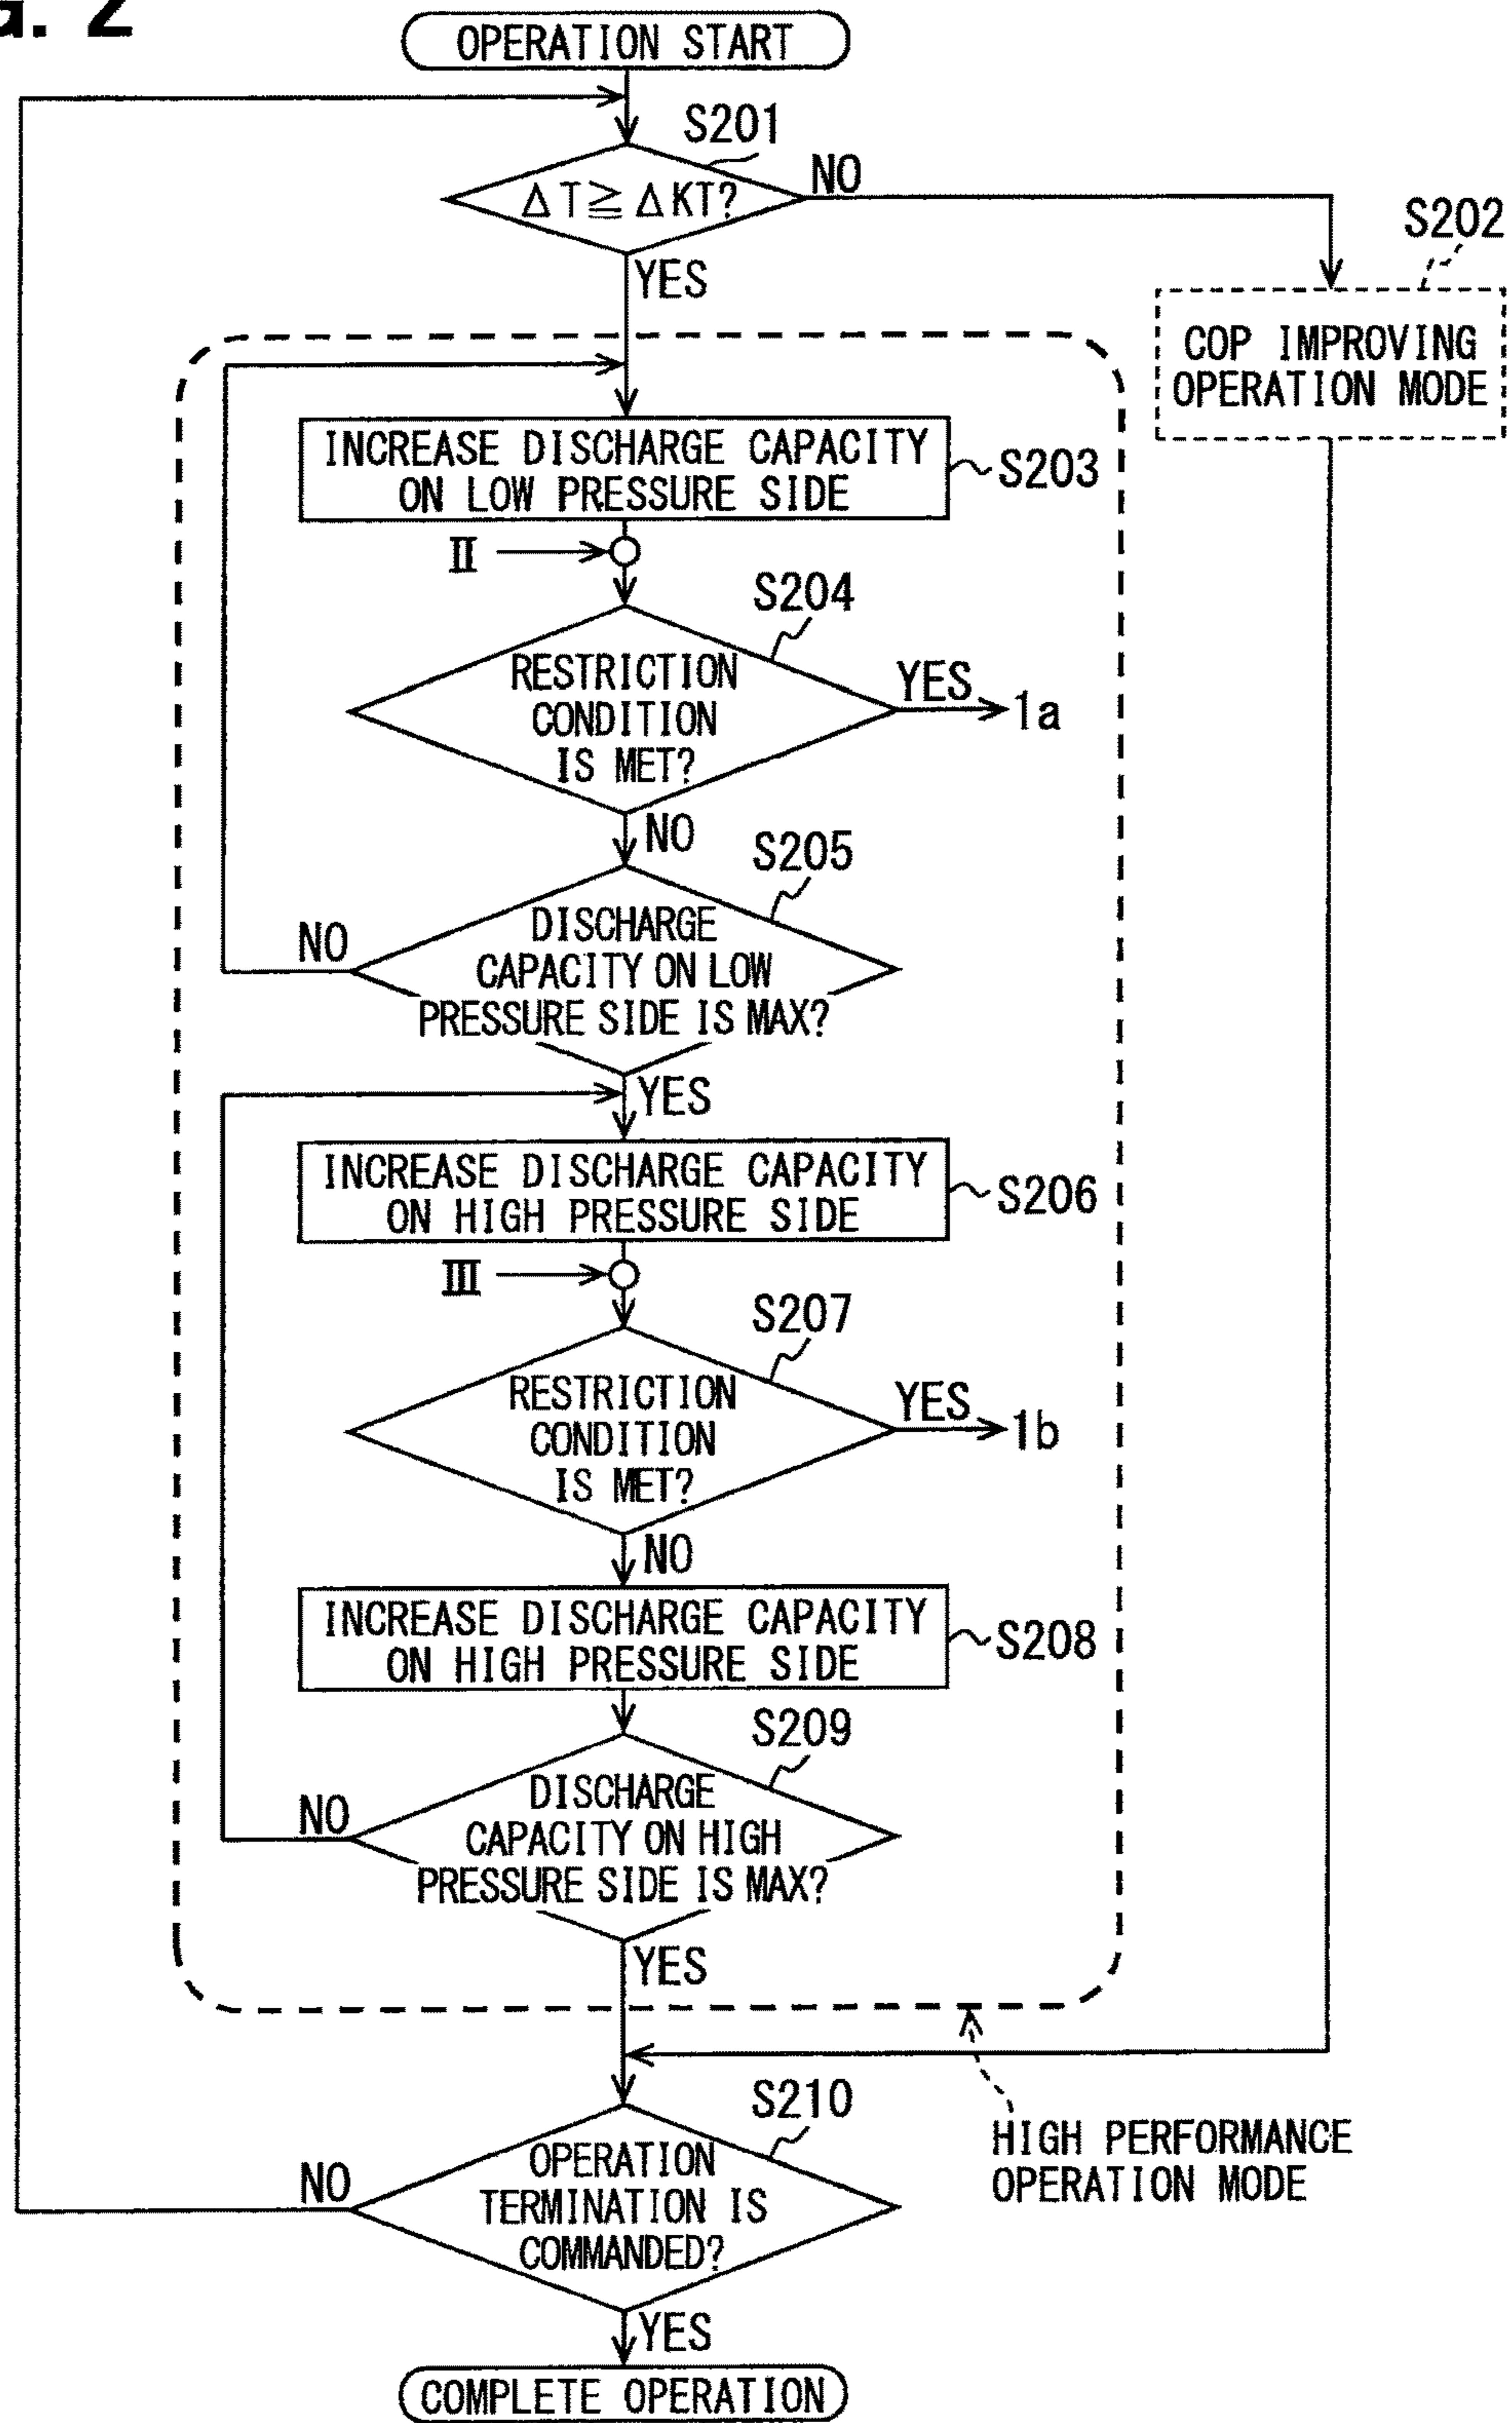 G. 2
OPERATION START
S201
ΔT≧ΔKT?
NO
YES
S202
COP IMPROVING
OPERATION MODE
INCREASE DISCHARGE CAPACITY
ON LOW PRESSURE SIDE
S203
II
S204
RESTRICTION
CONDITION
IS MET?
YES
1a
NO
S205
DISCHARGE
CAPACITY ON LOW
PRESSURE SIDE IS MAX?
NO
YES
INCREASE DISCHARGE CAPACITY
ON HIGH PRESSURE SIDE
S206
III
S207
RESTRICTION
CONDITION
IS MET?
YES
1b
NO
INCREASE DISCHARGE CAPACITY
ON HIGH PRESSURE SIDE
S208
S209
DISCHARGE
CAPACITY ON HIGH
PRESSURE SIDE IS MAX?
NO
YES
HIGH PERFORMANCE
OPERATION MODE
S210
OPERATION
TERMINATION IS
COMMANDED?
NO
YES
COMPLETE OPERATION